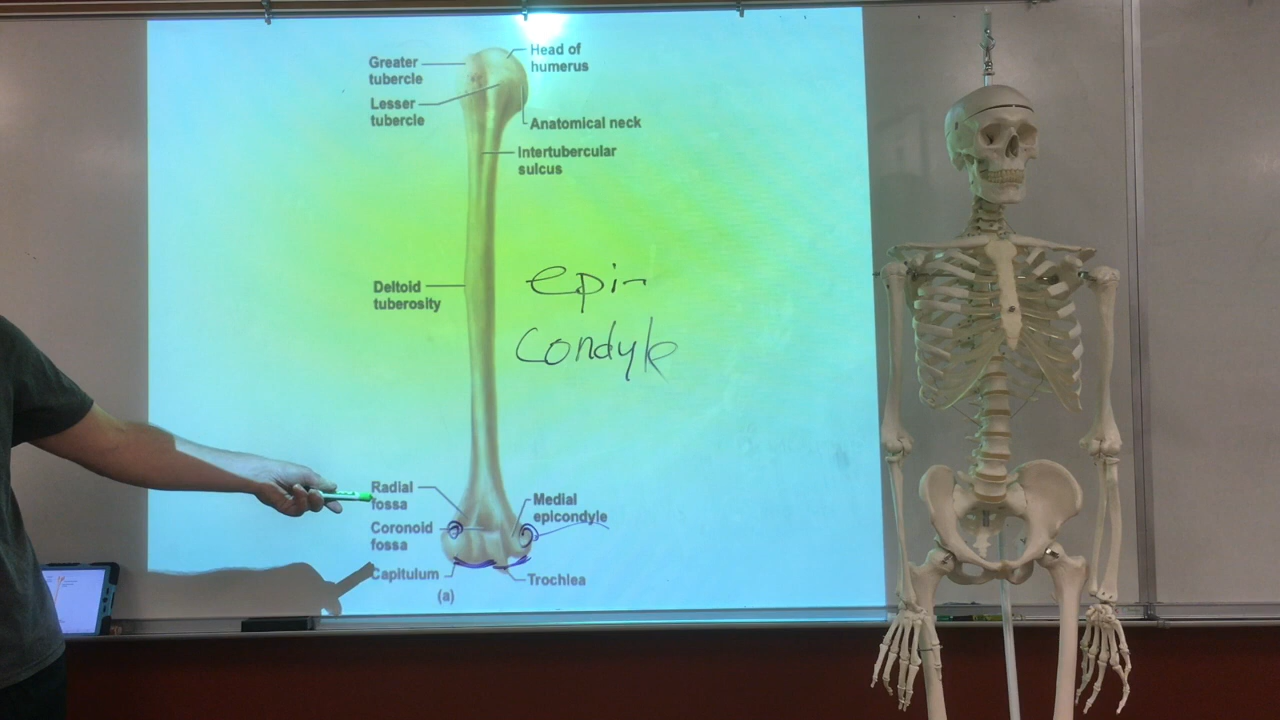 Head of
humerus
Greater
tubercle
Lesser
tubercle
Anatomical neck
Intertubercular
sulcus
Deltoid
tuberosity
epi-
condyle
Radial
fossa
Medial
epicondyle
Coronoid
fossa
Capitulum
Trochlea
(a)